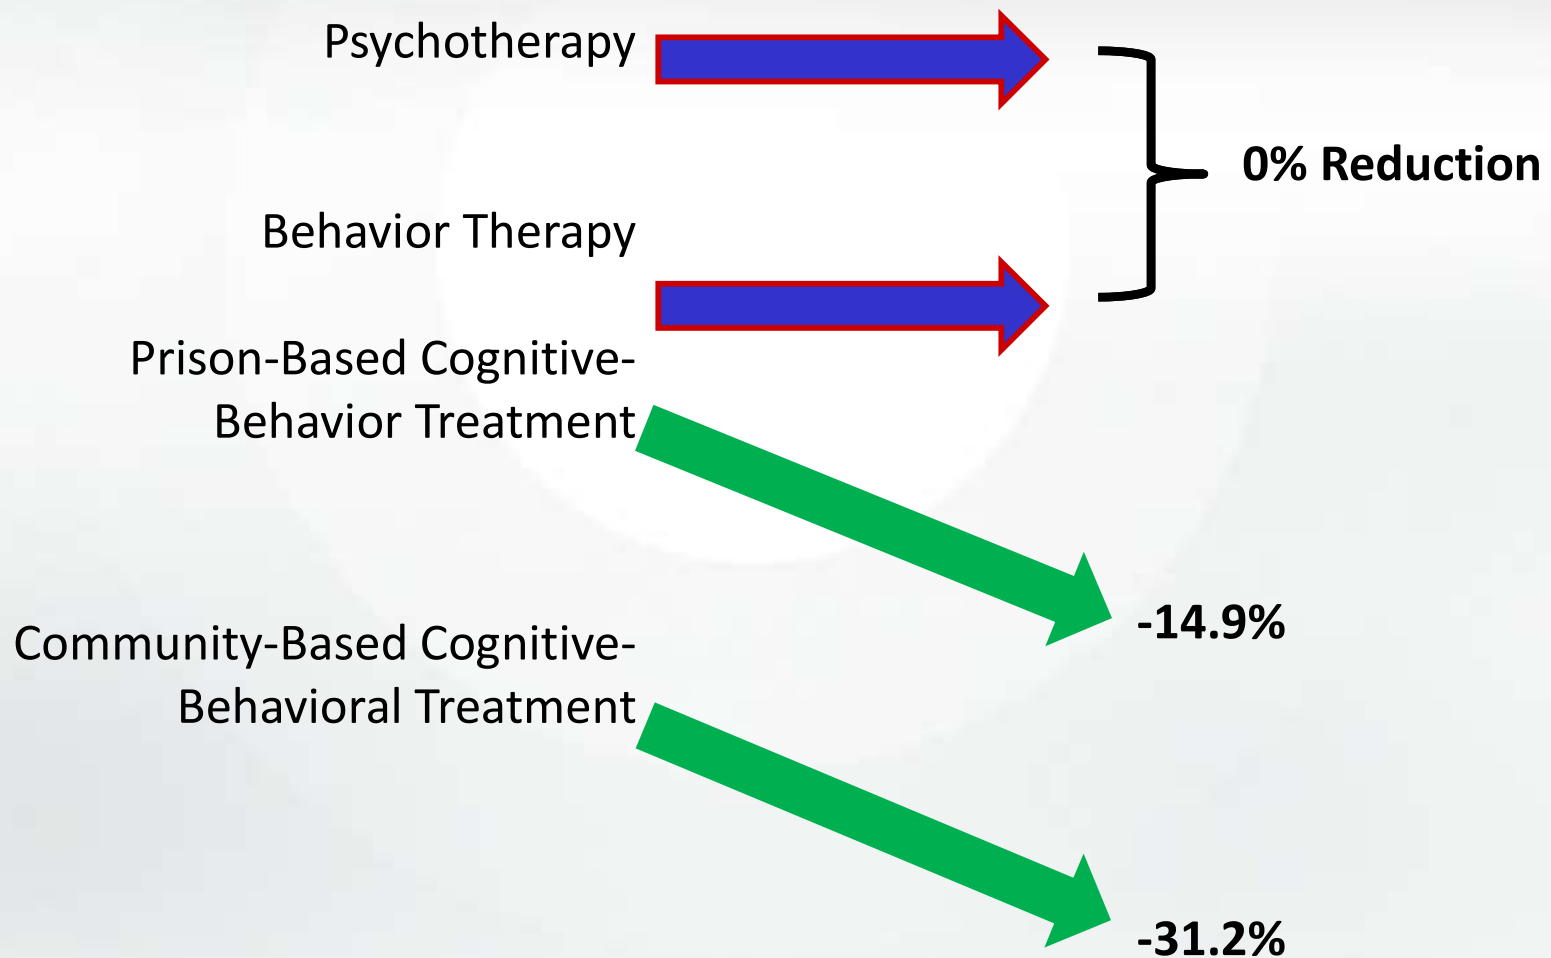 Psychotherapy
0% Reduction
Behavior Therapy
Prison-Based Cognitive-
Behavior Treatment
-14.9%
Community-Based Cognitive-
Behavioral Treatment
-31.2%